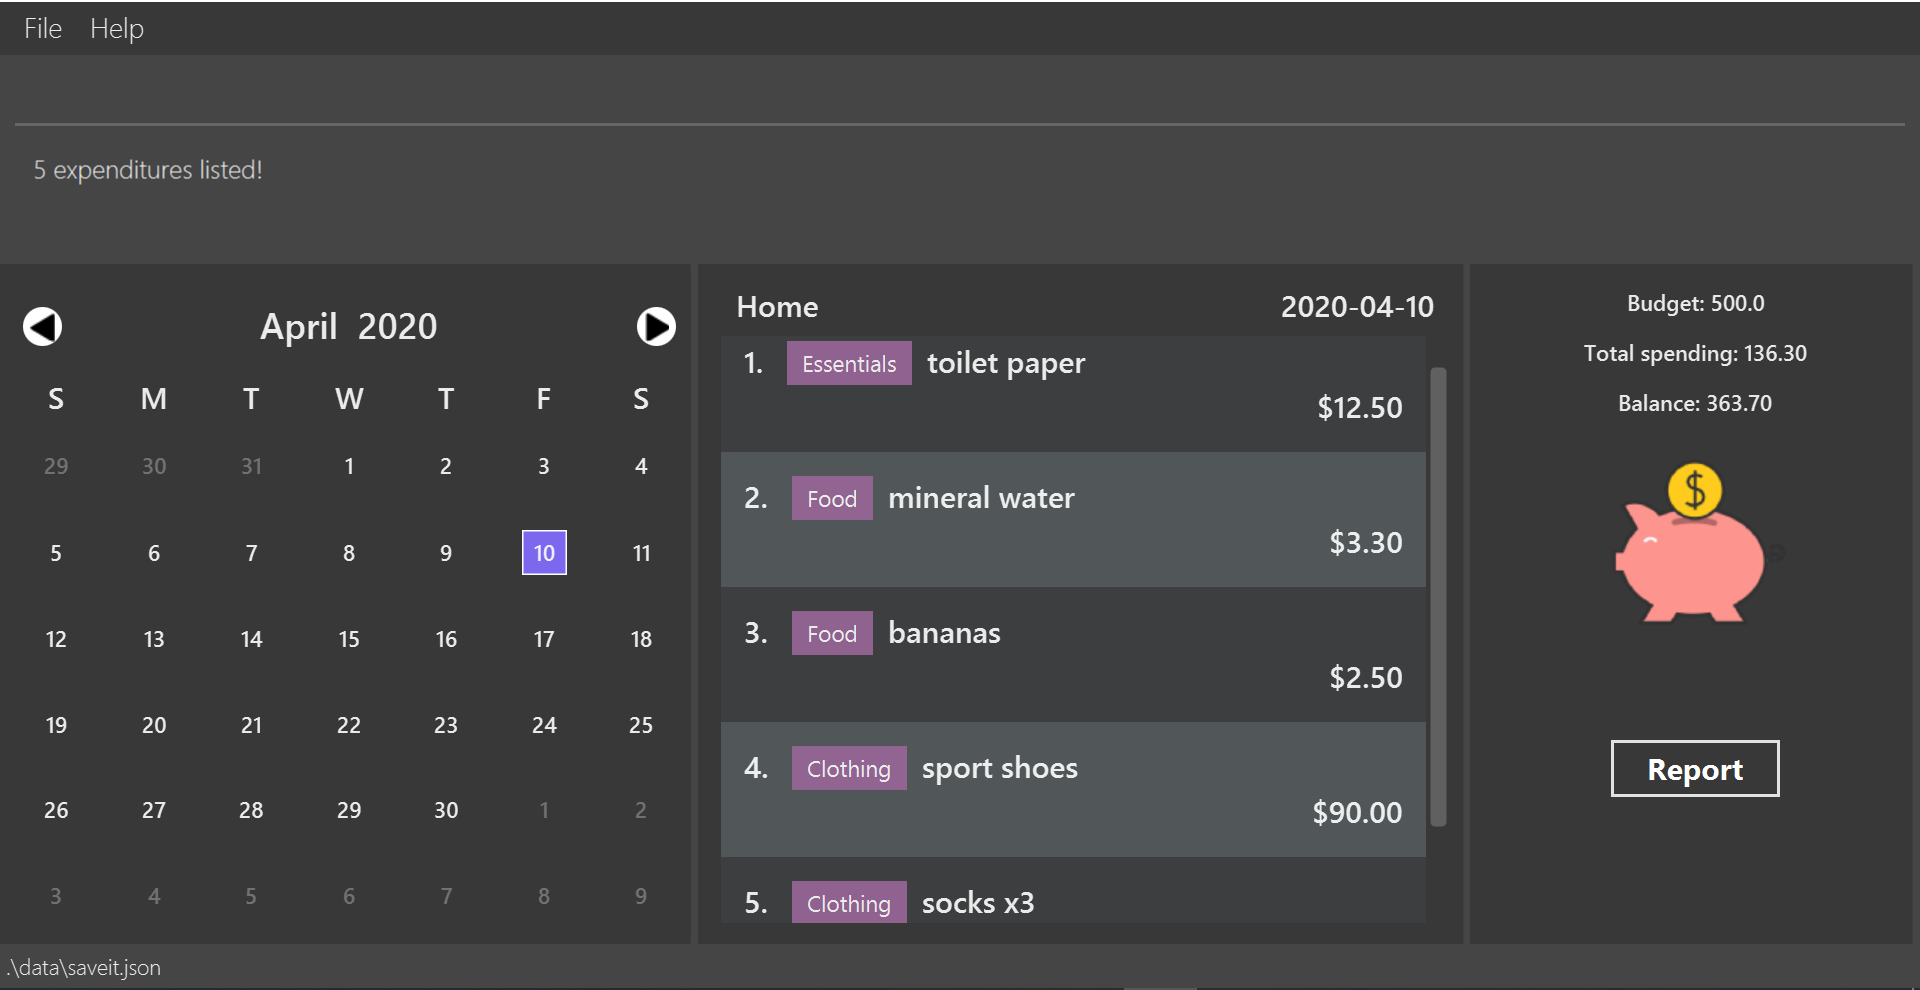 File Help
5 expenditures listed!
April 2020
S M T W T F S
29 30 31 1 2 3 4
5 6 7 8 9 10 11
12 13 14 15 16 17 18
19 20 21 22 23 24 25
26 27 28 29 30 1 2
3 4 5 6 7 8 9
Home 2020-04-10
1. Essentials toilet paper
$12.50
2. Food mineral water
$3.30
3. Food bananas
$2.50
4. Clothing sport shoes
$90.00
5. Clothing socks x3
Budget: 500.0
Total spending: 136.30
Balance: 363.70
$
Report
.\data\saveit.json